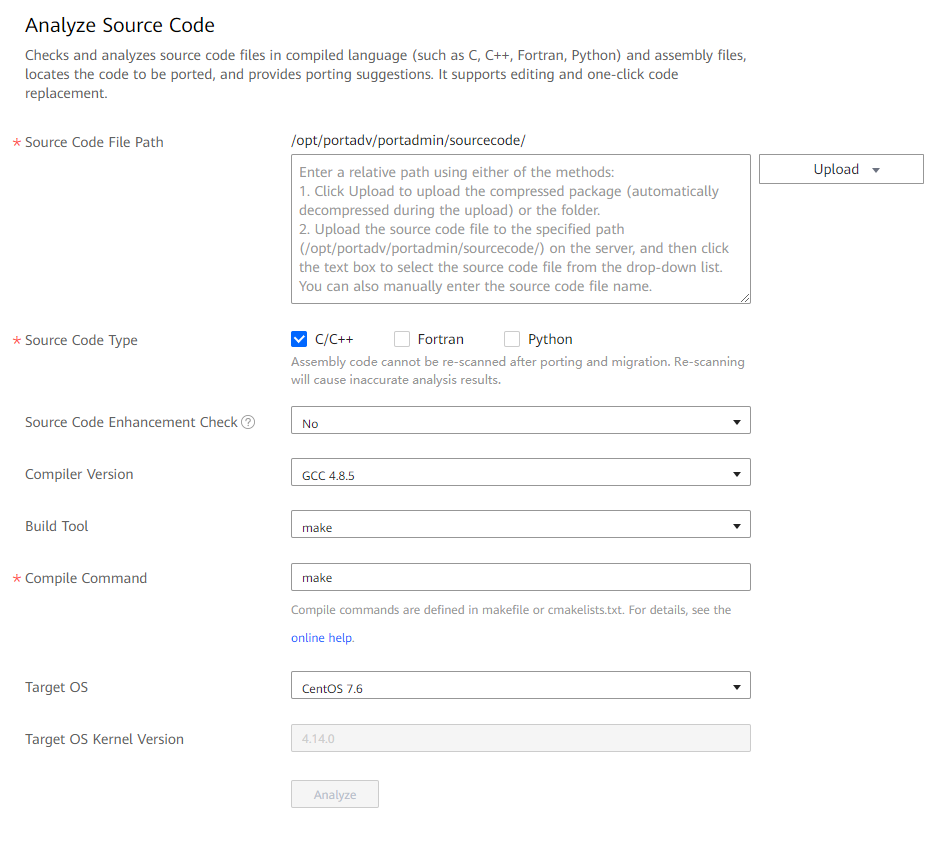 Analyze Source Code
Checks and analyzes source code files in compiled language (such as C, C++, Fortran, Python) and assembly files,
locates the code to be ported, and provides porting suggestions. It supports editing and one-click code
replacement.
* Source Code File Path
/opt/portadv/portadmin/sourcecode/
Enter a relative path using either of the methods:
1. Click Upload to upload the compressed package (automatically
decompressed during the upload) or the folder.
2. Upload the source code file to the specified path
(/opt/portadv/portadmin/sourcecode/) on the server, and then click
the text box to select the source code file from the drop-down list.
You can also manually enter the source code file name.
Upload
* Source Code Type
C/C++ Fortran Python
Assembly code cannot be re-scanned after porting and migration. Re-scanning
will cause inaccurate analysis results.
Source Code Enhancement Check ?
No
Compiler Version
GCC 4.8.5
Build Tool
make
* Compile Command
make
Compile commands are defined in makefile or cmakelists.txt. For details, see the
online help.
Target OS
CentOS 7.6
Target OS Kernel Version
4.14.0
Analyze